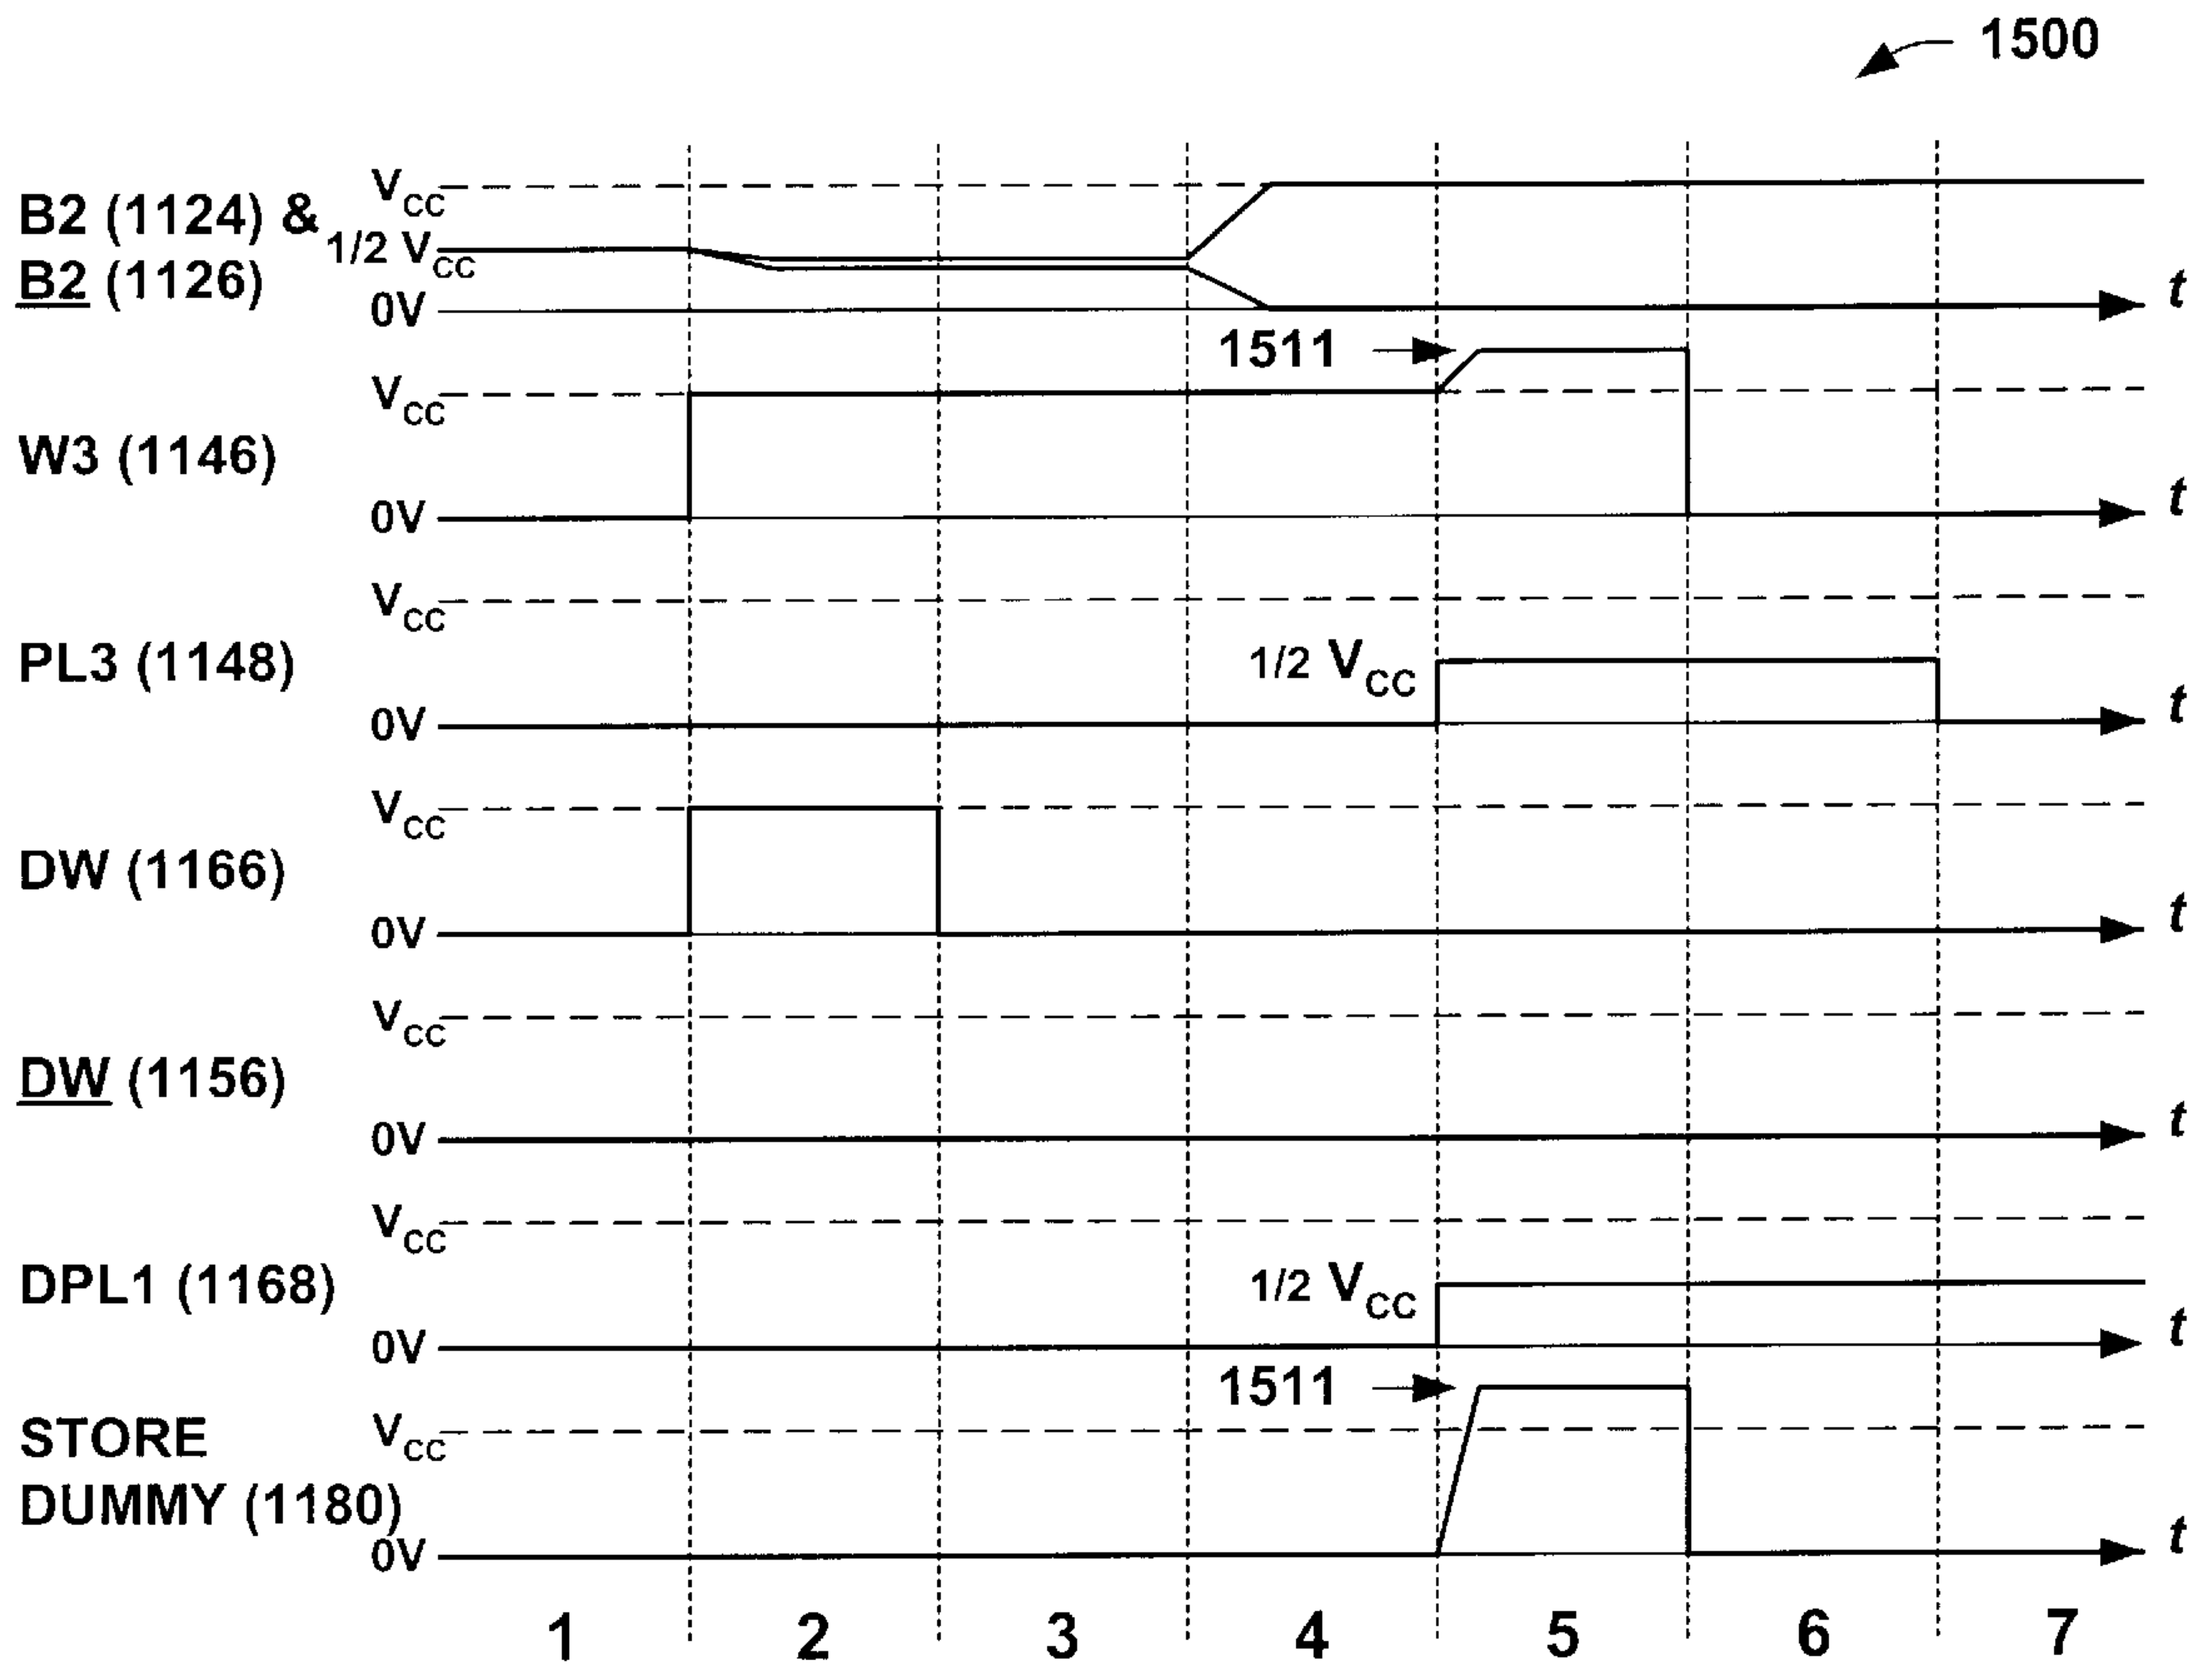 1500
B2 (1124) &
B2 (1126)
VCC
1/2 VCC
0V
t
1511
W3 (1146)
VCC
0V
t
PL3 (1148)
VCC
1/2 VCC
0V
t
DW (1166)
VCC
0V
t
DW (1156)
VCC
0V
t
DPL1 (1168)
VCC
1/2 VCC
0V
t
1511
STORE
DUMMY (1180)
VCC
0V
t
1 2 3 4 5 6 7